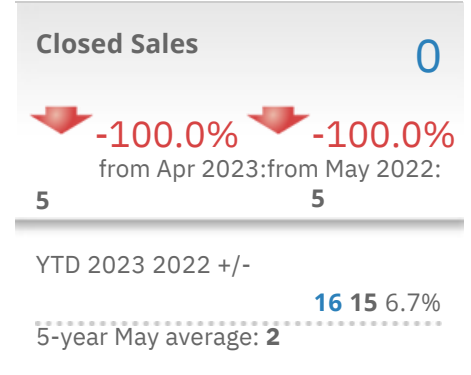 Closed Sales 0
-100.0% -100.0%
from Apr 2023:from May 2022:
5 5
YTD 2023 2022 +/-
16 15 6.7%
5-year May average: 2